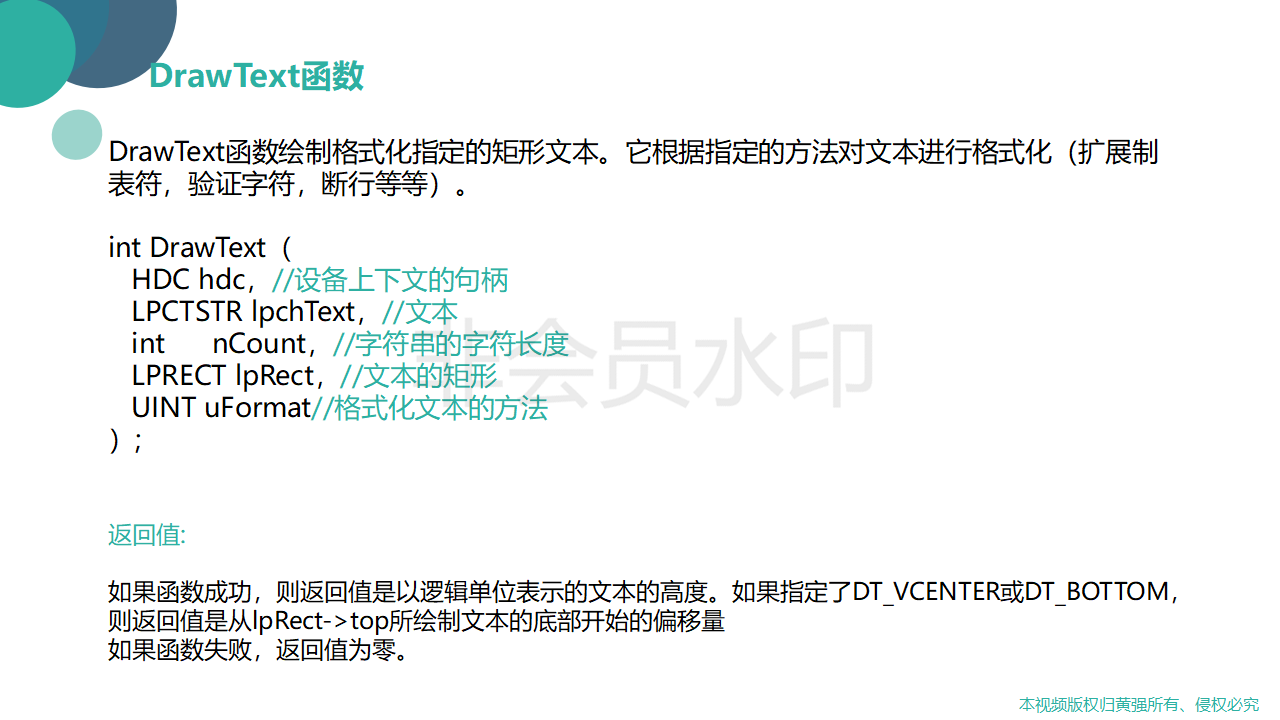 DrawText函数
DrawText函数绘制格式化指定的矩形文本。它根据指定的方法对文本进行格式化（扩展制
表符，验证字符，断行等等）。
int DrawText（
HDC hdc，//设备上下文的句柄
LPCTSTR lpchText，//文本
int nCount，//字符串的字符长度
LPRECT lpRect，//文本的矩形
UINT uFormat//格式化文本的方法
）;
非会员水印
返回值:
如果函数成功，则返回值是以逻辑单位表示的文本的高度。如果指定了DT_VCENTER或DT_BOTTOM，
则返回值是从lpRect->top所绘制文本的底部开始的偏移量
如果函数失败，返回值为零。
本视频版权归黄强所有、侵权必究